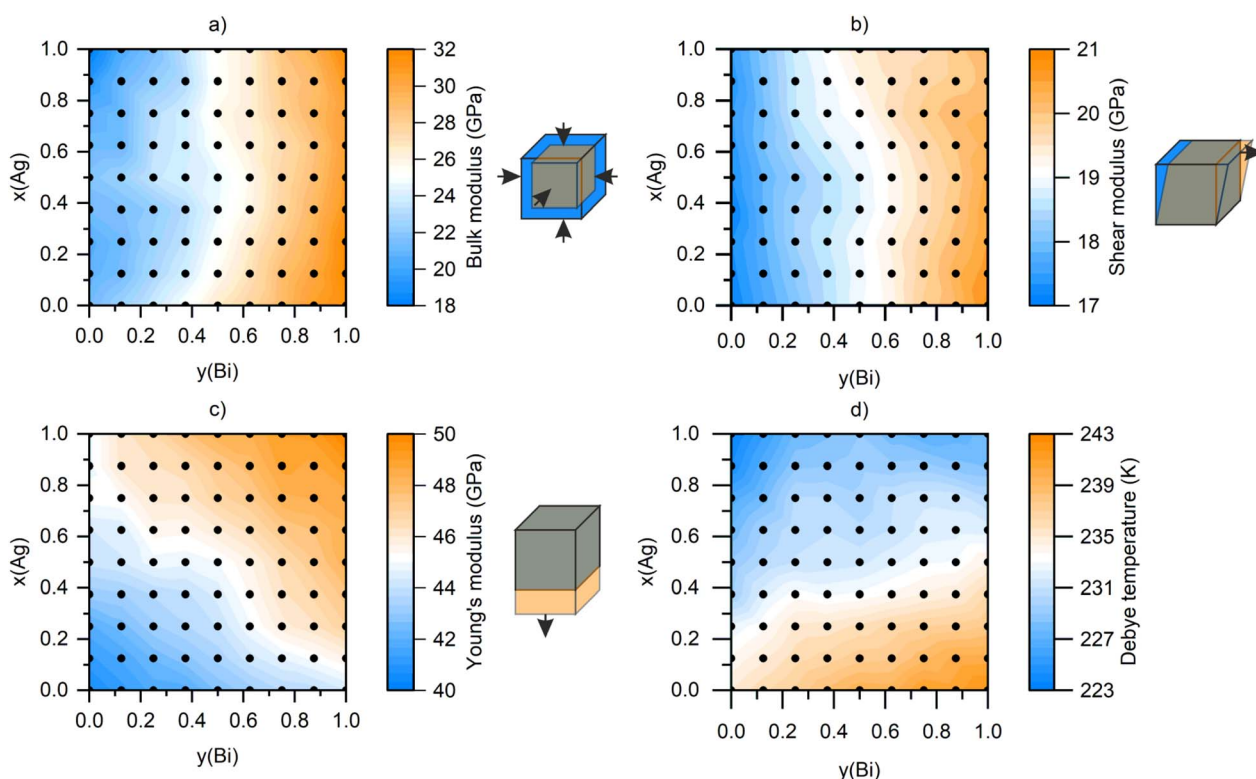 a)
1.0
0.8
0.6
0.4
0.2
0.0
x(Ag)
0.0 0.2 0.4 0.6 0.8 1.0
y(Bi)
32
30
28
26
24
22
20
18
Bulk modulus (GPa)
b)
1.0
0.8
0.6
0.4
0.2
0.0
x(Ag)
0.0 0.2 0.4 0.6 0.8 1.0
y(Bi)
21
20
19
18
17
Shear modulus (GPa)
c)
1.0
0.8
0.6
0.4
0.2
0.0
x(Ag)
0.0 0.2 0.4 0.6 0.8 1.0
y(Bi)
50
48
46
44
42
40
Young's modulus (GPa)
d)
1.0
0.8
0.6
0.4
0.2
0.0
x(Ag)
0.0 0.2 0.4 0.6 0.8 1.0
y(Bi)
243
239
235
231
227
223
Debye temperature (K)